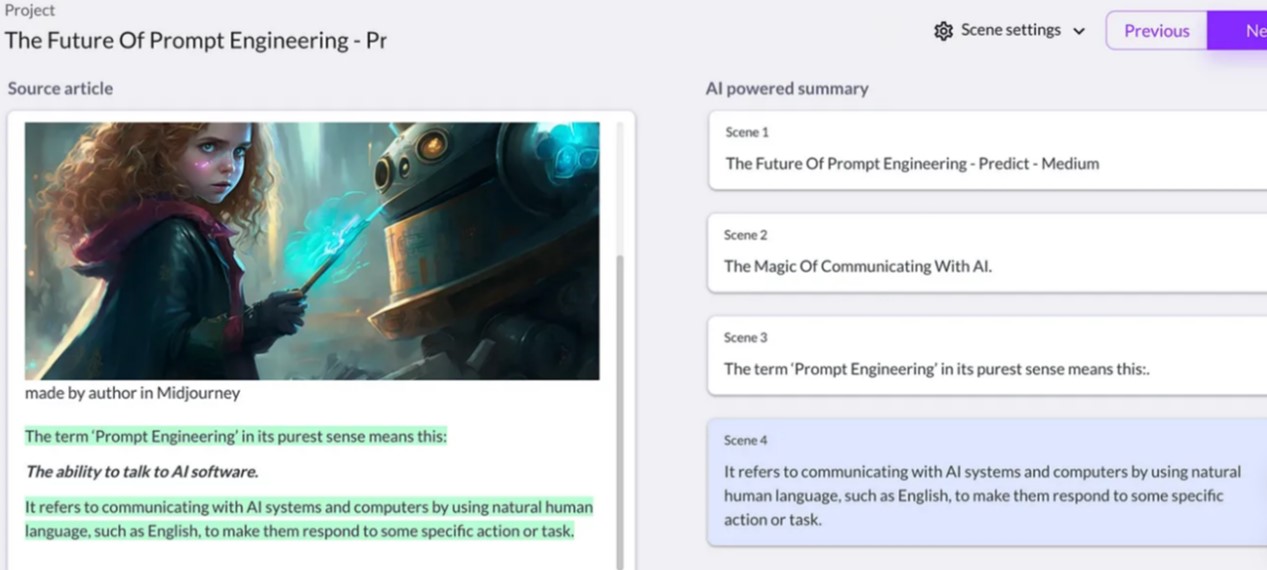 Project
The Future Of Prompt Engineering - Pr
Scene settings
Previous
Ne
Source article
AI powered summary
made by author in Midjourney
The term ‘Prompt Engineering’ in its purest sense means this:
The ability to talk to AI software.
It refers to communicating with AI systems and computers by using natural human
language, such as English, to make them respond to some specific action or task.
Scene 1
The Future Of Prompt Engineering - Predict - Medium
Scene 2
The Magic Of Communicating With AI.
Scene 3
The term ‘Prompt Engineering’ in its purest sense means this:.
Scene 4
It refers to communicating with AI systems and computers by using natural
human language, such as English, to make them respond to some specific
action or task.